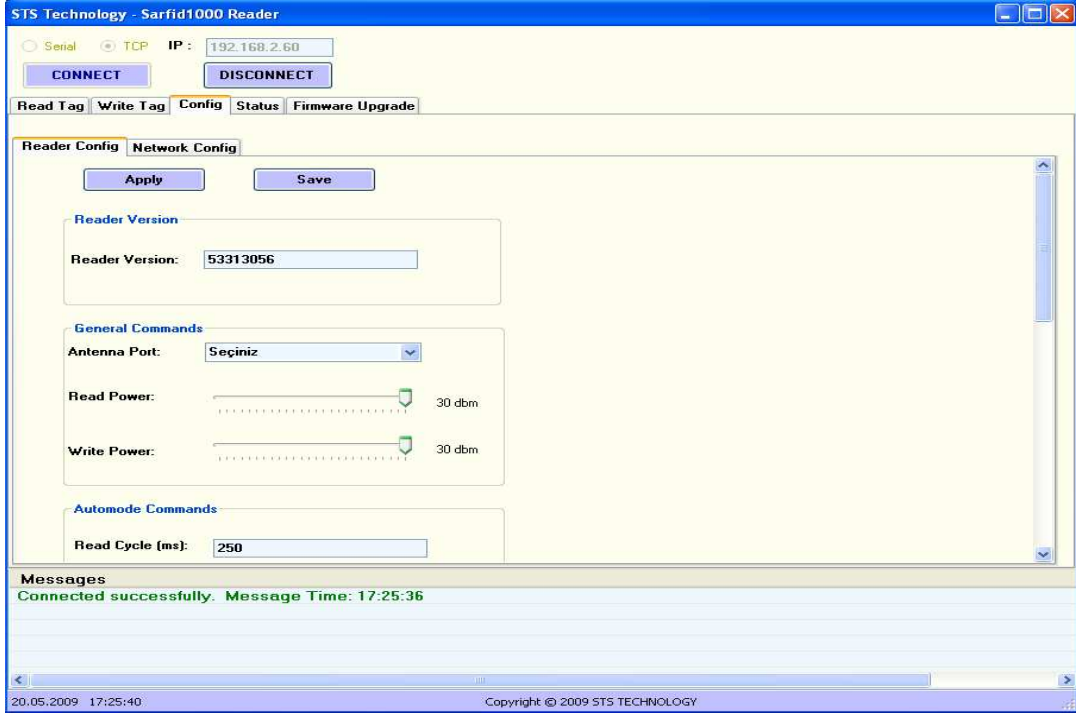 STS Technology - Sarfid1000 Reader
Serial TCP IP : 192.168.2.60
CONNECT DISCONNECT
Read Tag Write Tag Config Status Firmware Upgrade
Reader Config Network Config
Apply Save
Reader Version
Reader Version: 53313056
General Commands
Antenna Port: Seçiniz
Read Power: 30 dbm
Write Power: 30 dbm
Automode Commands
Read Cycle (ms): 250
Messages
Connected successfully. Message Time: 17:25:36
20.05.2009 17:25:40 Copyright © 2009 STS TECHNOLOGY